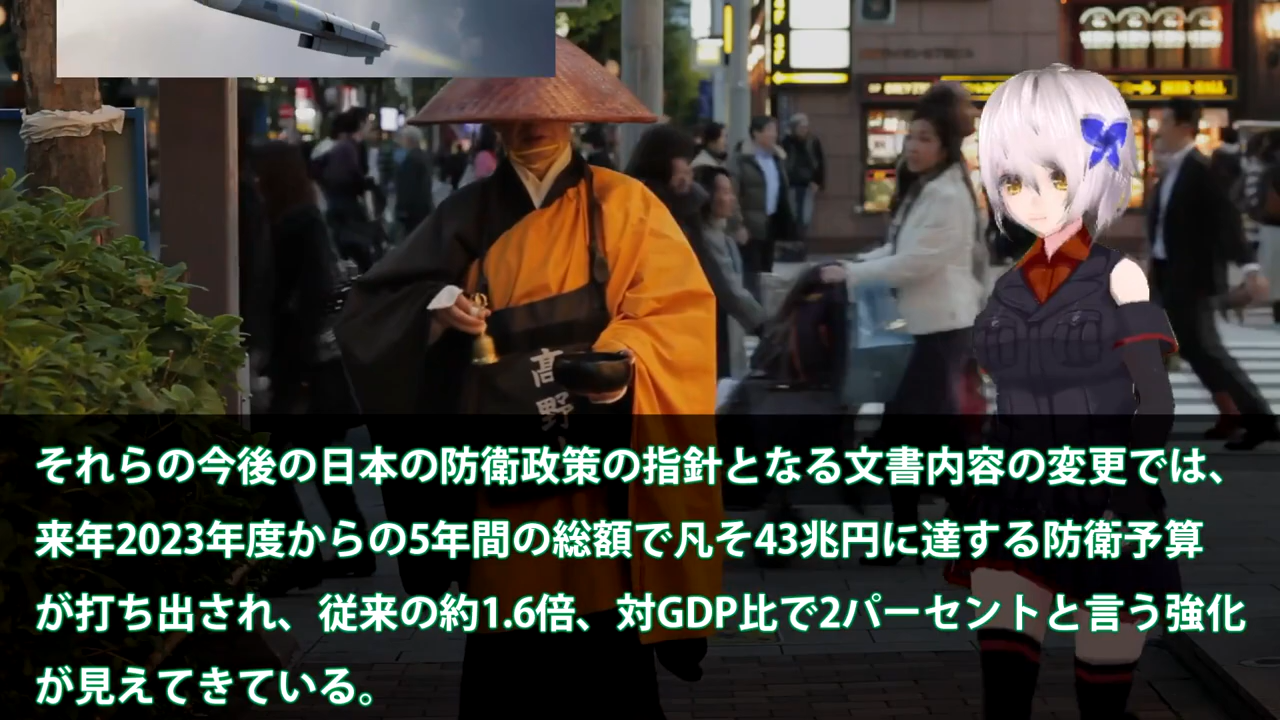 高野
それらの今後の日本の防衛政策の指針となる文書内容の変更では、
来年2023年度からの5年間の総額で凡そ43兆円に達する防衛予算
が打ち出され、従来の約1.6倍、対GDP比で2パーセントと言う強化
が見えてきている。